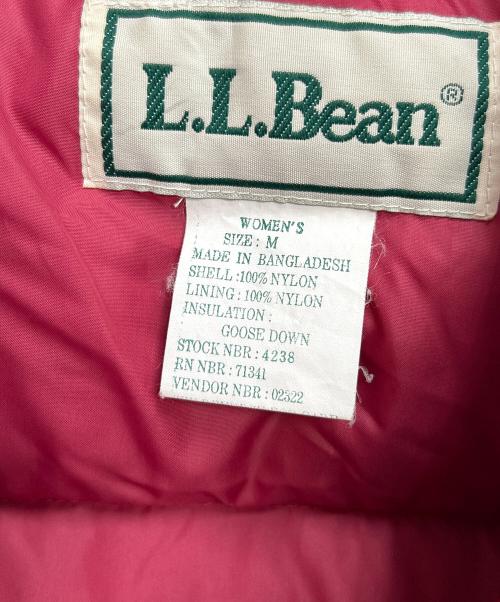 L.L.Bean®
WOMEN'S
SIZE: M
MADE IN BANGLADESH
SHELL :100% NYLON
LINING : 100% NYLON
INSULATION :
GOOSE DOWN
STOCK NBR : 4238
RN NBR : 71341
VENDOR NBR : 02522